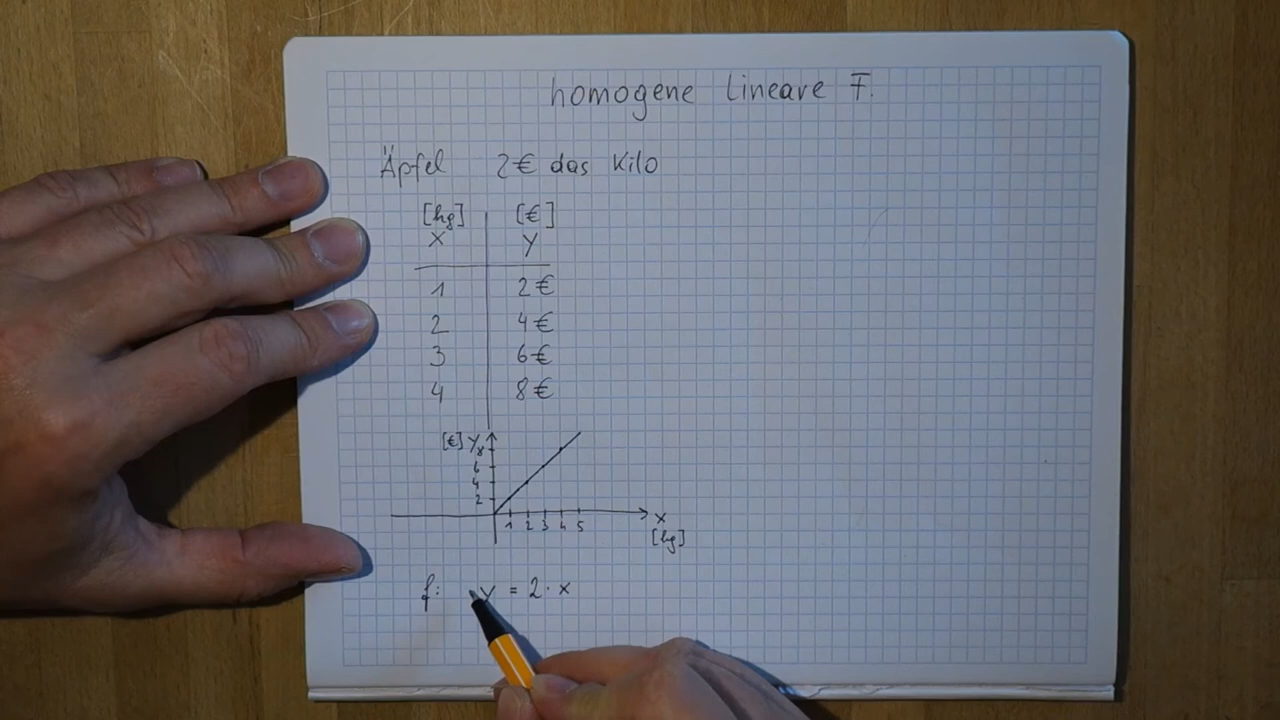 homogene lineare F.
Äpfel 2€ das Kilo
[kg] [€]
x y
1 2€
2 4€
3 6€
4 8€
[€] y
8
6
4
2
1 2 3 4 5 x
[kg]
f: y = 2 · x